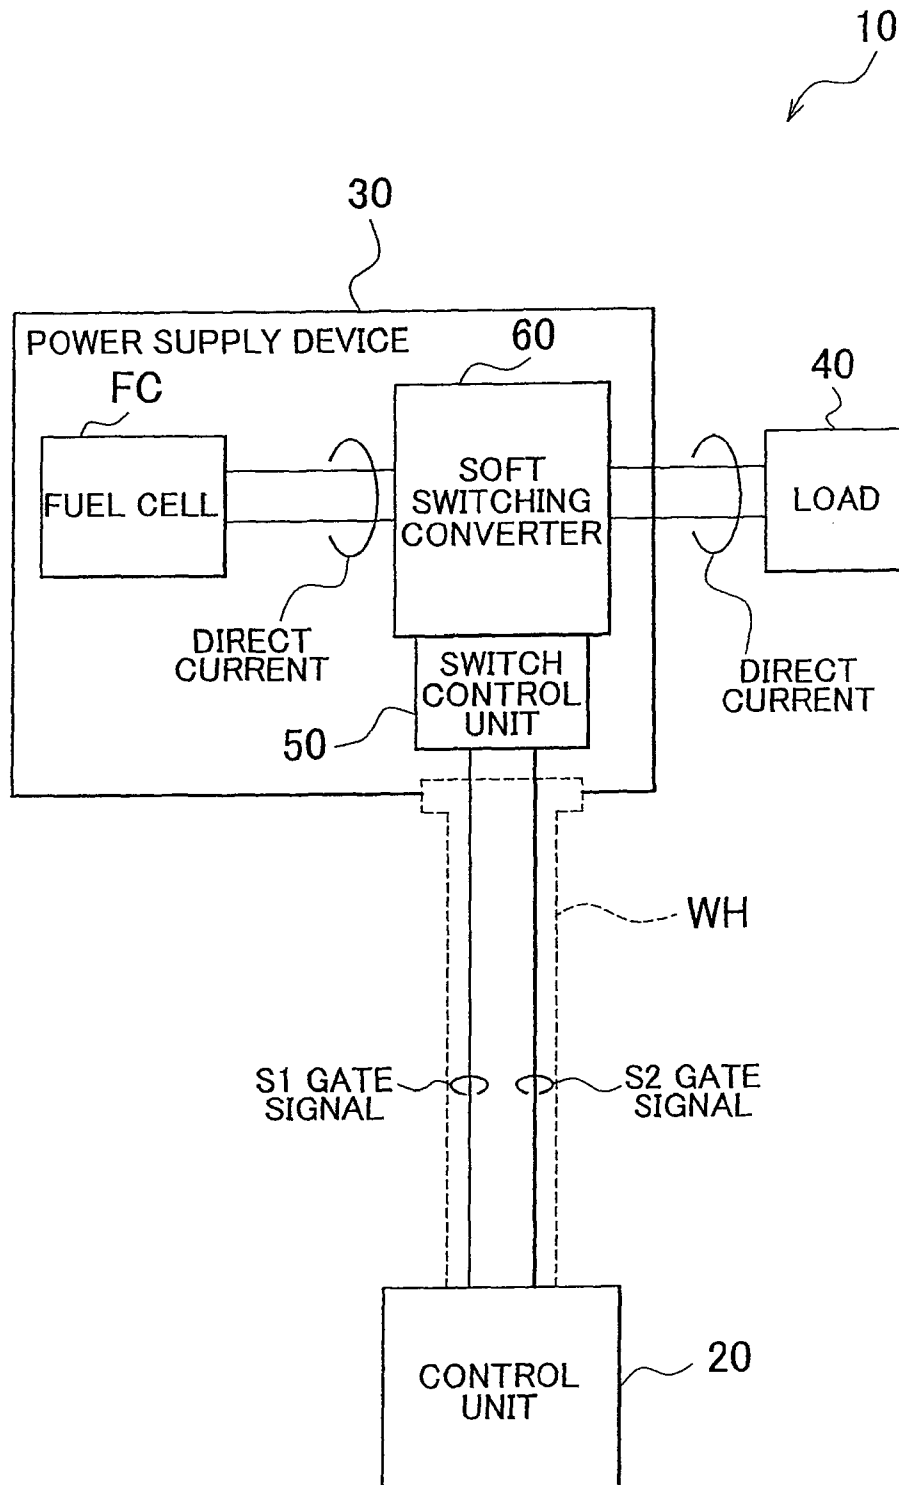 10
30
POWER SUPPLY DEVICE
60
FC
40
FUEL CELL
SOFT
SWITCHING
CONVERTER
LOAD
DIRECT
CURRENT
SWITCH
CONTROL
UNIT
DIRECT
CURRENT
50
WH
S1 GATE
SIGNAL
S2 GATE
SIGNAL
CONTROL
UNIT
20